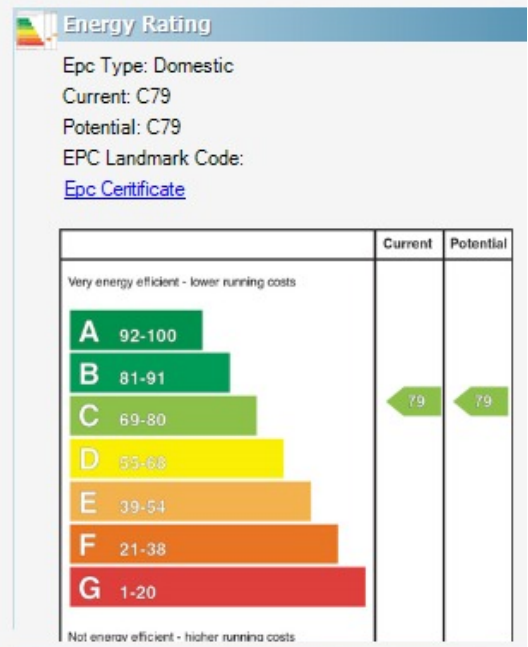 Energy Rating
Epc Type: Domestic
Current: C79
Potential: C79
EPC Landmark Code:
Epc Ceritificate
Current Potential
Very energy efficient - lower running costs
A 92-100
B 81-91
C 69-80 79 79
D 55-68
E 39-54
F 21-38
G 1-20
Not energy efficient - higher running costs